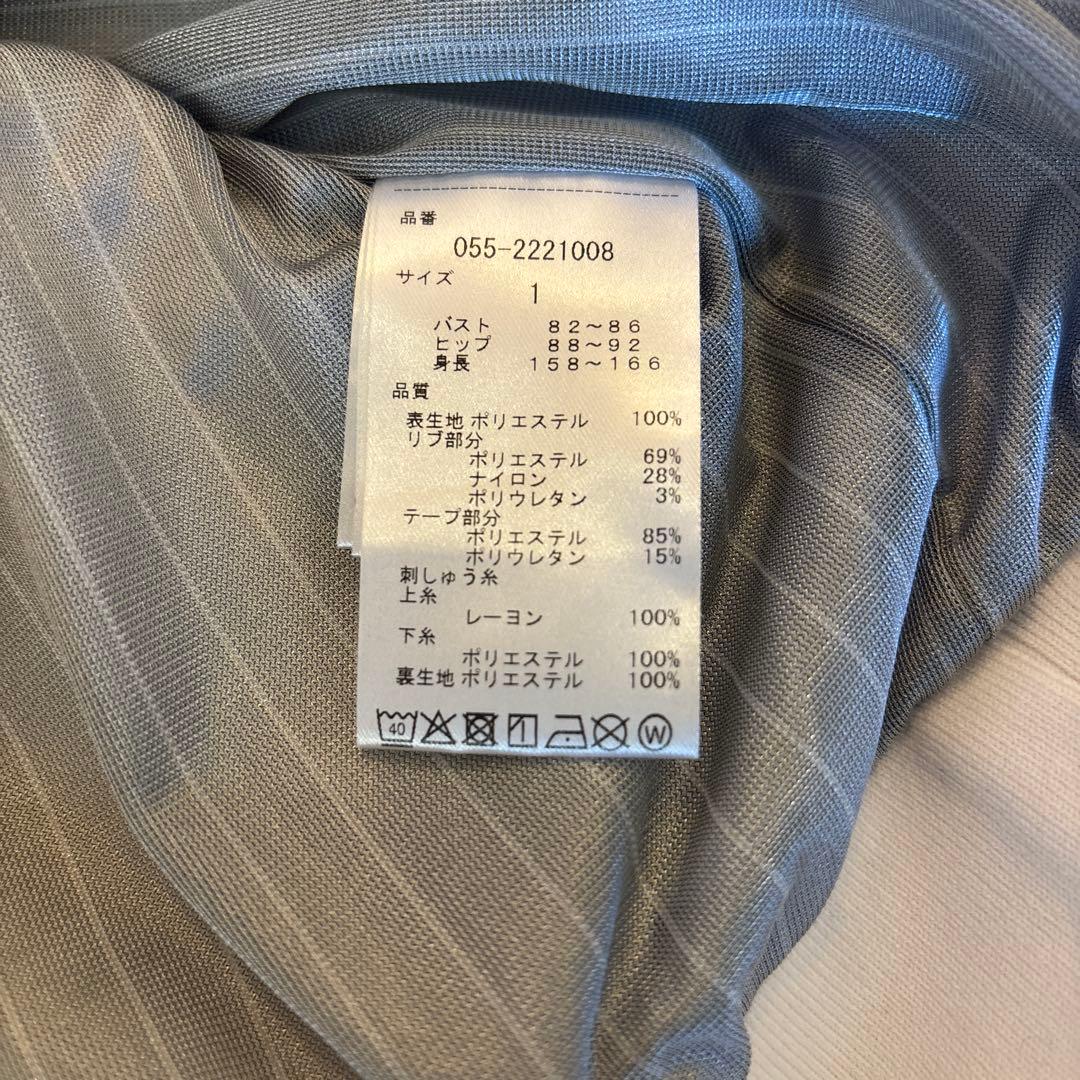 品番
055-2221008
サイズ
1
バスト 82〜86
ヒップ 88〜92
身長 158〜166
品質
表生地 ポリエステル 100%
リブ部分
ポリエステル 69%
ナイロン 28%
ポリウレタン 3%
テープ部分
ポリエステル 85%
ポリウレタン 15%
刺しゅう糸
上糸
レーヨン 100%
下糸
ポリエステル 100%
裏生地 ポリエステル 100%
40 W